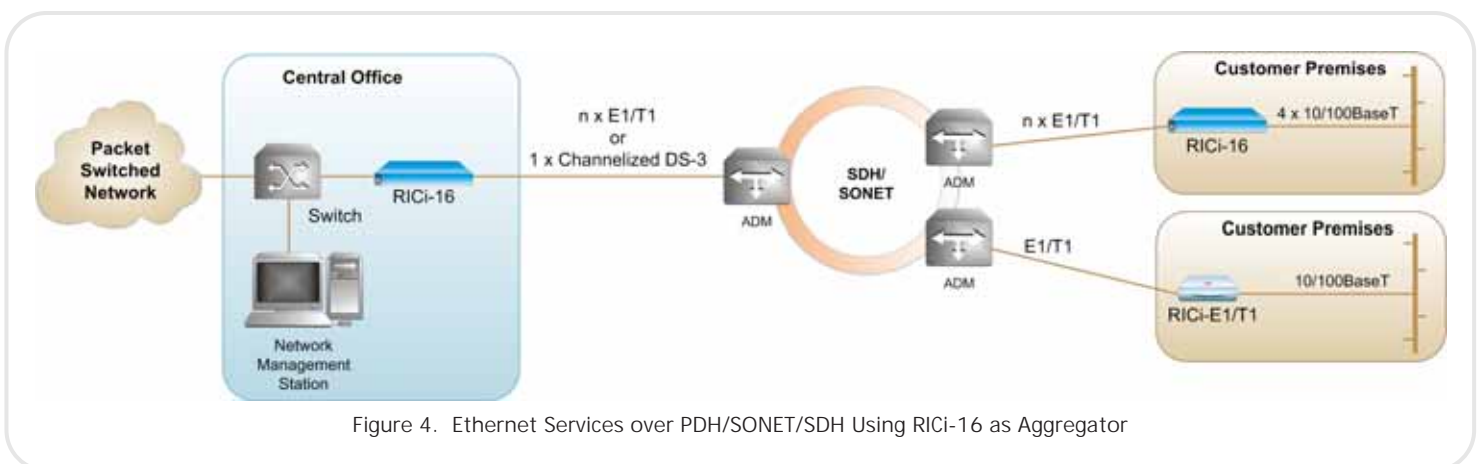 Central Office
Packet
Switched
Network
Switch
RICi-16
Network
Management
Station
n x E1/T1
or
1 x Channelized DS-3
ADM
SDH/
SONET
ADM
ADM
n x E1/T1
E1/T1
Customer Premises
4 x 10/100BaseT
RICi-16
Customer Premises
10/100BaseT
RICi-E1/T1
Figure 4. Ethernet Services over PDH/SONET/SDH Using RICi-16 as Aggregator